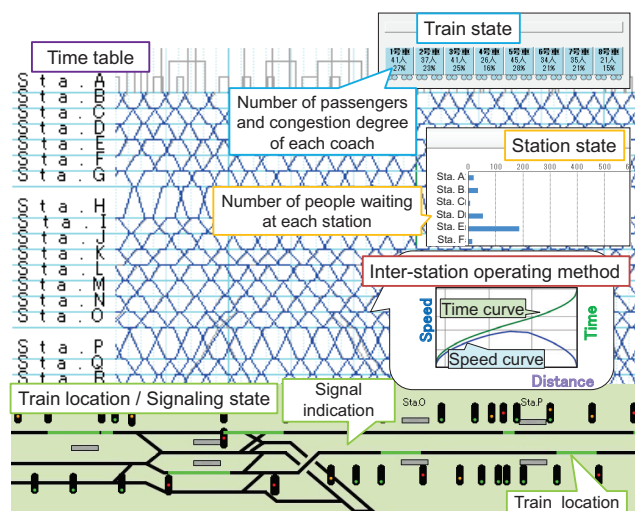 Train state
1号車 2号車 3号車 4号車 5号車 6号車 7号車 8号車
41人 37人 41人 26人 45人 34人 35人 21人
27% 23% 25% 16% 28% 21% 21% 15%
Time table
Sta.A
Sta.B
Sta.C
Sta.D
Sta.E
Sta.F
Sta.G
Sta.H
Sta.I
Sta.J
Sta.K
Sta.L
Sta.M
Sta.N
Sta.O
Sta.P
Sta.Q
Sta.R
Number of passengers
and congestion degree
of each coach
Station state
0 100 200 300 400 500
Sta. A
Sta. B
Sta. C
Sta. D
Sta. E
Sta. F
Number of people waiting
at each station
Inter-station operating method
Speed
Time curve
Speed curve
Time
Distance
Train location / Signaling state
Signal
indication
Sta.O
Sta.P
Train location